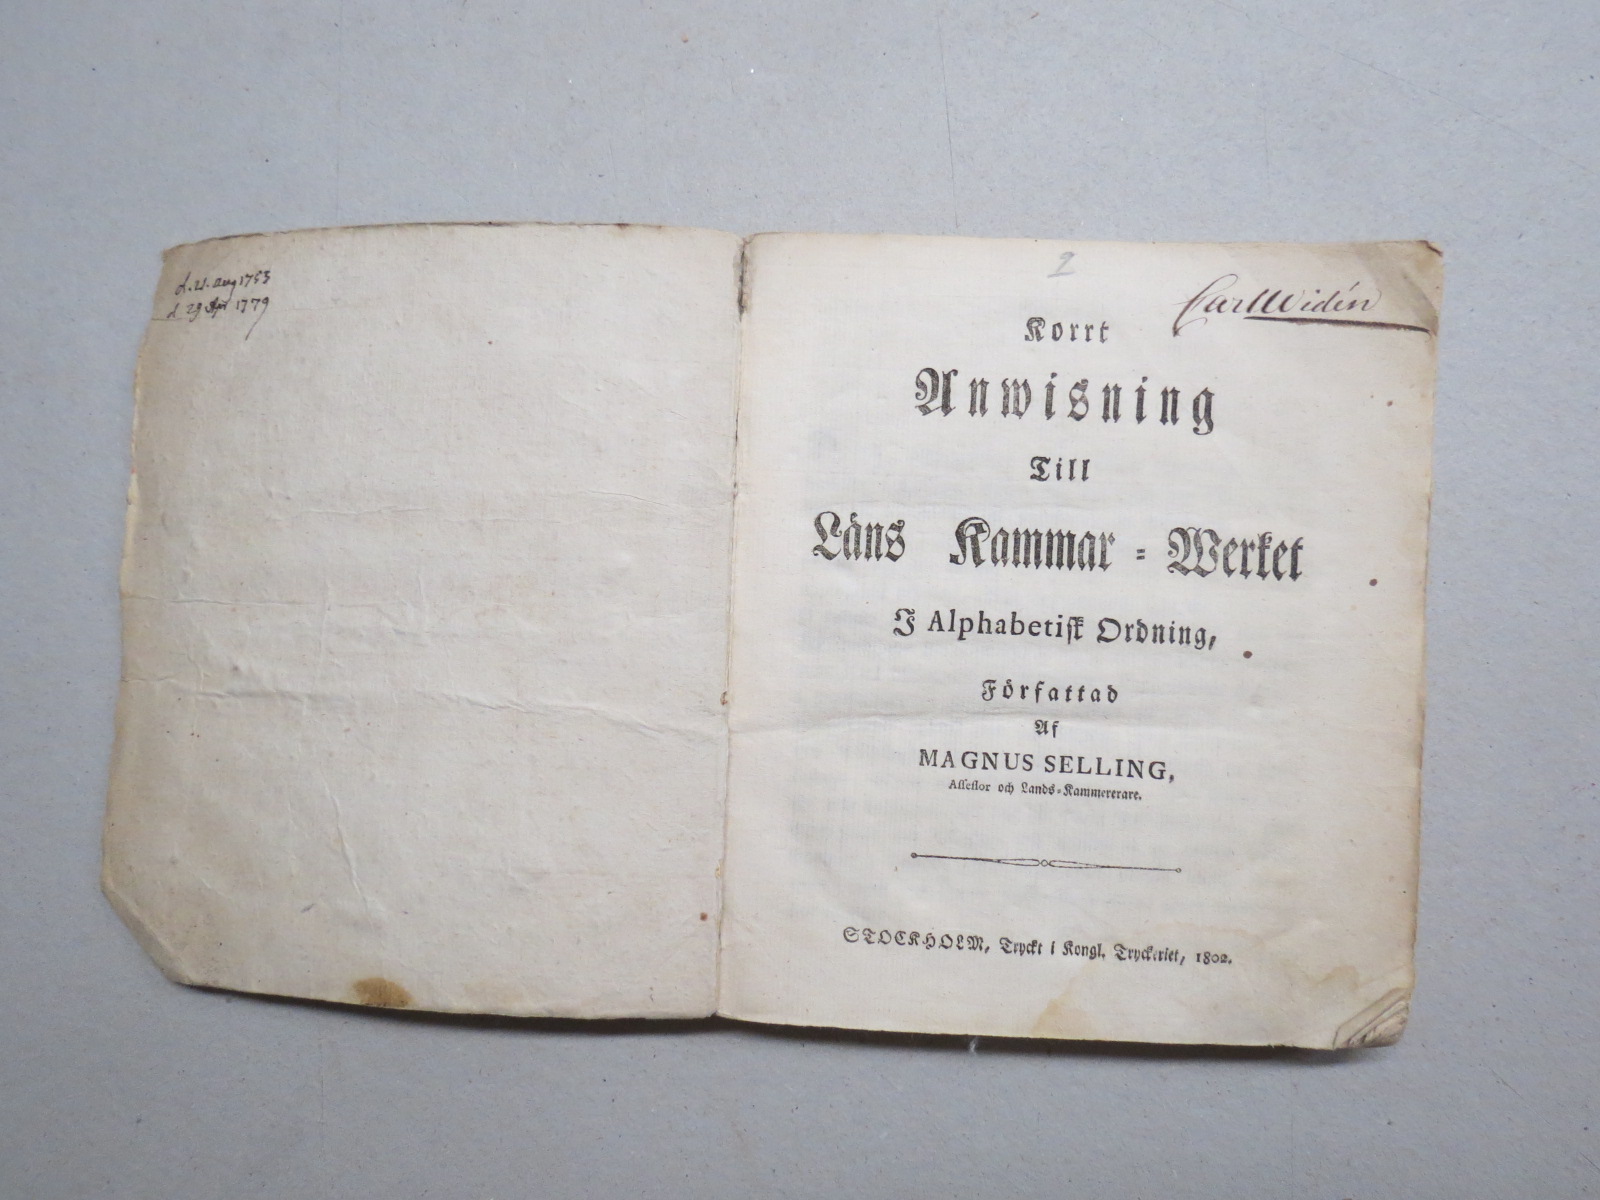 d. 21. aug 1753
d 29 Apr 1779
2
Carl Widén
Korrt
Anwisning
Till
Läns Kammar=Werket
I Alphabetisk Ordning,
Författad
Af
MAGNUS SELLING,
Assessor och Lands=Kammererare.
STOCKHOLM, Tryckt i Kongl. Tryckeriet, 1802.